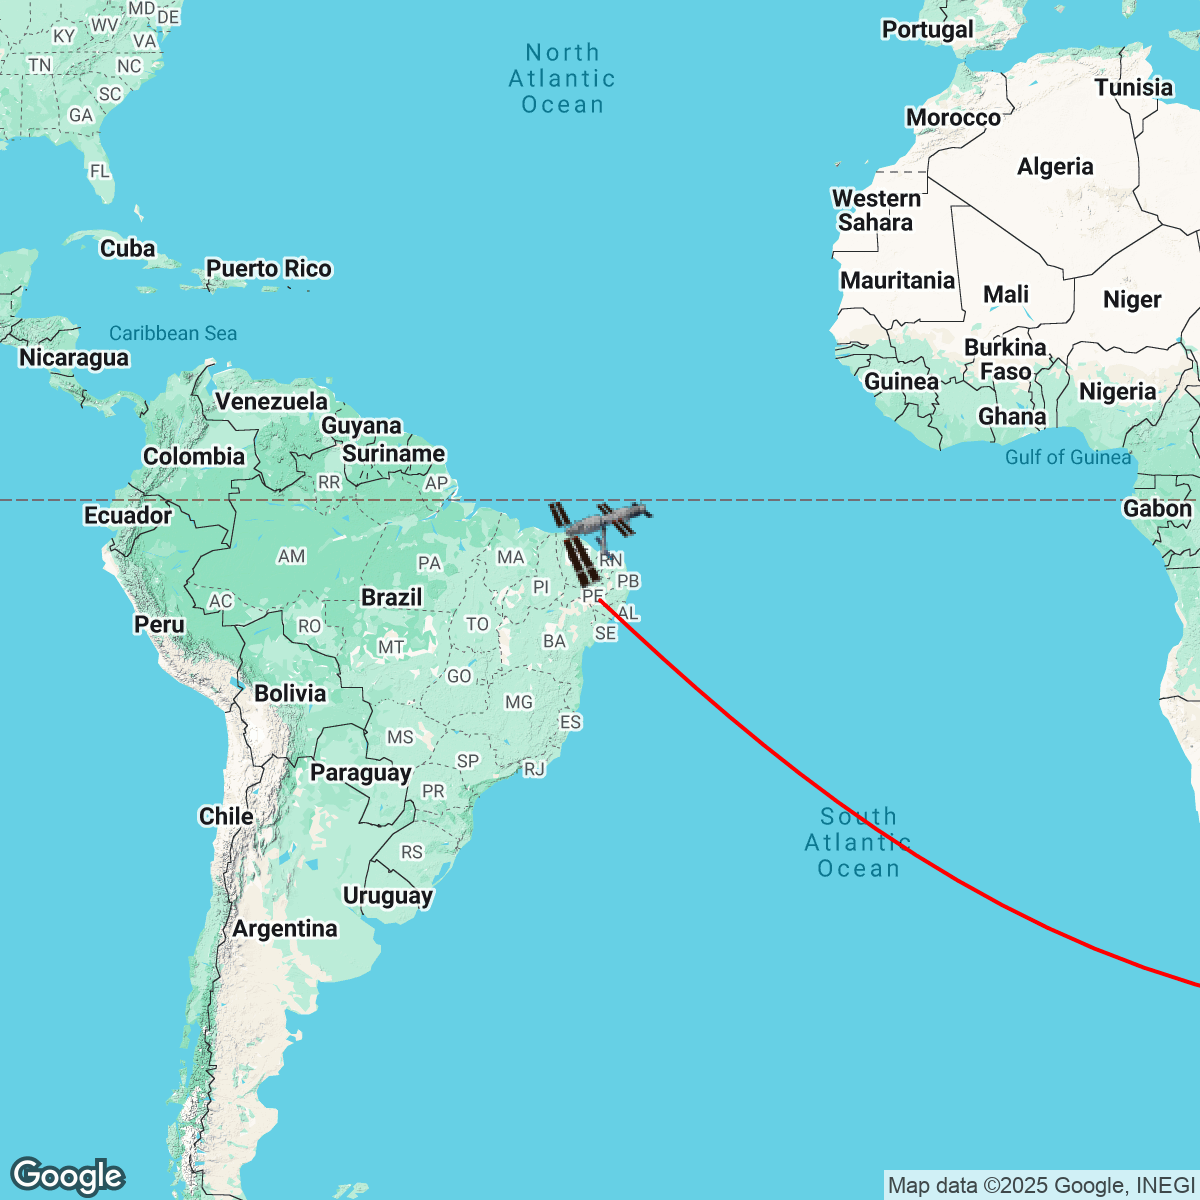 MD
DE
WV
KY
VA
TN
NC
SC
GA
FL
North
Atlantic
Ocean
Portugal
Tunisia
Morocco
Algeria
Western
Sahara
Mauritania
Mali
Niger
Cuba
Puerto Rico
Caribbean Sea
Nicaragua
Burkina
Faso
Guinea
Nigeria
Ghana
Gulf of Guinea
Gabon
Venezuela
Guyana
Suriname
Colombia
RR
AP
Ecuador
AM
PA
MA
RN
PB
PI
PE
Brazil
AC
AL
Peru
RO
TO
SE
BA
MT
GO
Bolivia
MG
ES
MS
SP
RJ
Paraguay
PR
Chile
South
Atlantic
Ocean
RS
Uruguay
Argentina
Google
Map data ©2025 Google, INEGI